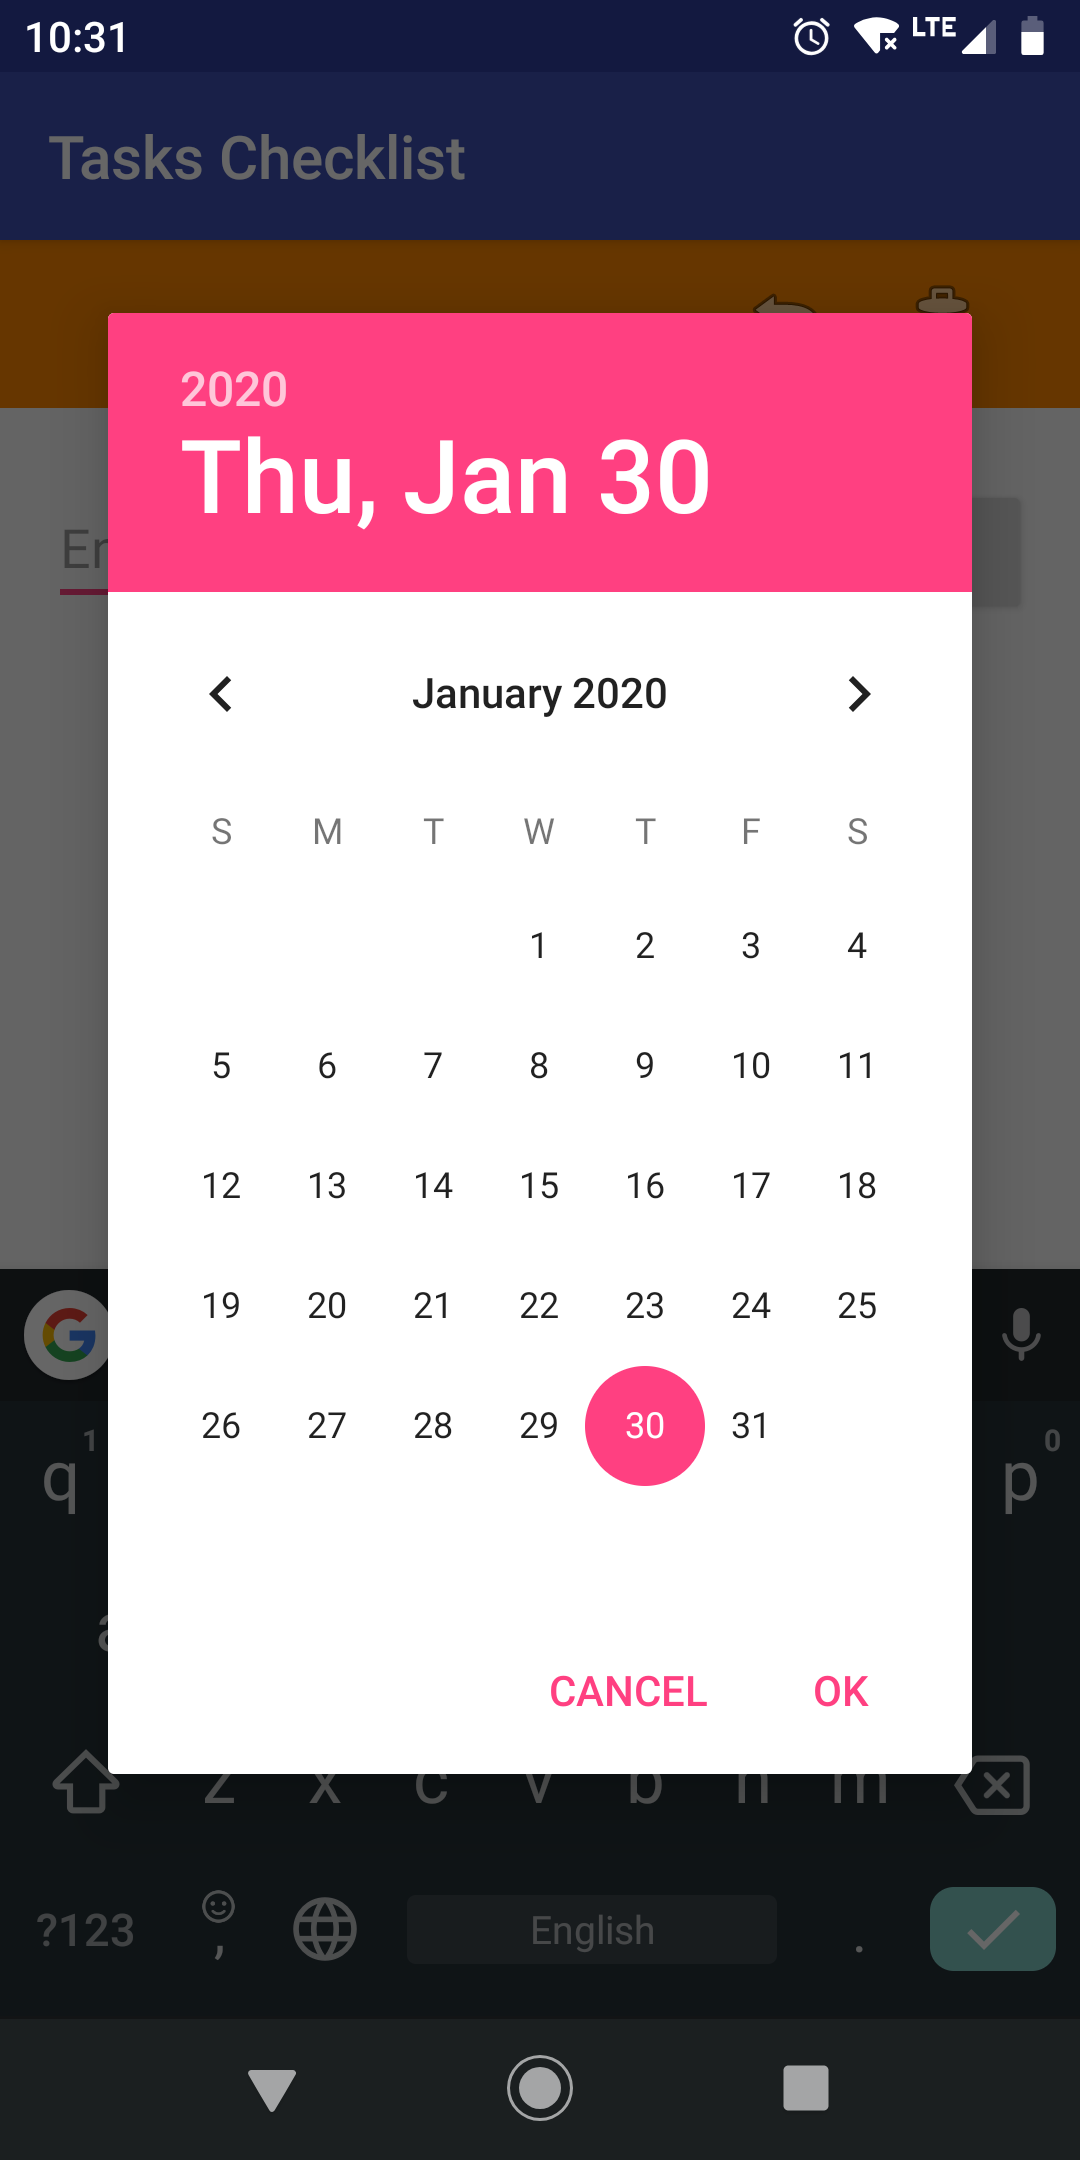 10:31 LTE
Tasks Checklist
2020
Thu, Jan 30
January 2020
S M T W T F S
1 2 3 4
5 6 7 8 9 10 11
12 13 14 15 16 17 18
19 20 21 22 23 24 25
26 27 28 29 30 31
q 1 p 0
CANCEL OK
z x c v b n m
?123 , English .